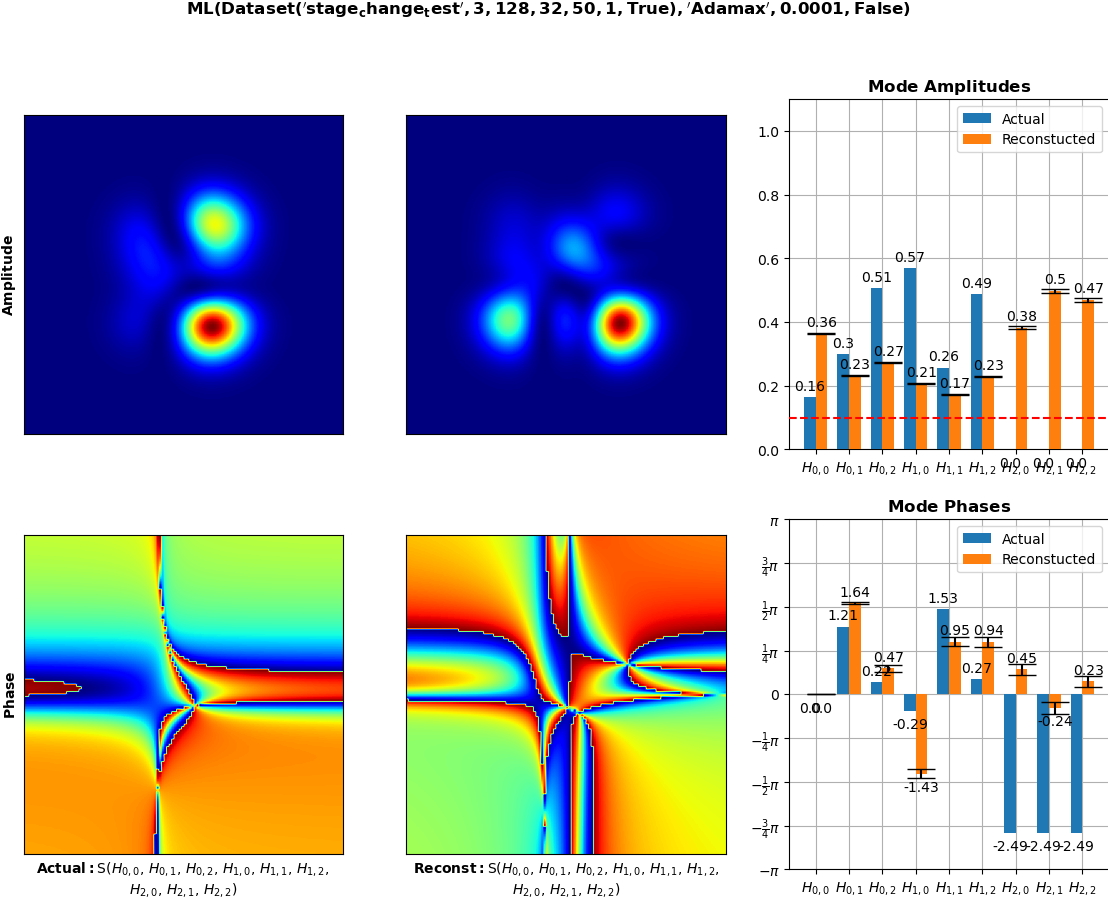 ML(Dataset('stage_change_test', 3, 128, 32, 50, 1, True), 'Adamax', 0.0001, False)
Amplitude
Mode Amplitudes
Actual
Reconstucted
1.0
0.8
0.6
0.4
0.2
0.0
0.16
0.36
0.3
0.23
0.51
0.27
0.57
0.21
0.26
0.17
0.49
0.23
0.0
0.38
0.0
0.5
0.0
0.47
H0,0 H0,1 H0,2 H1,0 H1,1 H1,2 H2,0 H2,1 H2,2
Phase
Mode Phases
Actual
Reconstucted
π
3/4π
1/2π
1/4π
0
−1/4π
−1/2π
−3/4π
−π
0.0
0.0
1.21
1.64
0.22
0.47
-0.29
-1.43
1.53
0.95
0.27
0.94
-2.49
0.45
-2.49
-0.24
-2.49
0.23
H0,0 H0,1 H0,2 H1,0 H1,1 H1,2 H2,0 H2,1 H2,2
Actual: S(H0,0, H0,1, H0,2, H1,0, H1,1, H1,2,
H2,0, H2,1, H2,2)
Reconst: S(H0,0, H0,1, H0,2, H1,0, H1,1, H1,2,
H2,0, H2,1, H2,2)